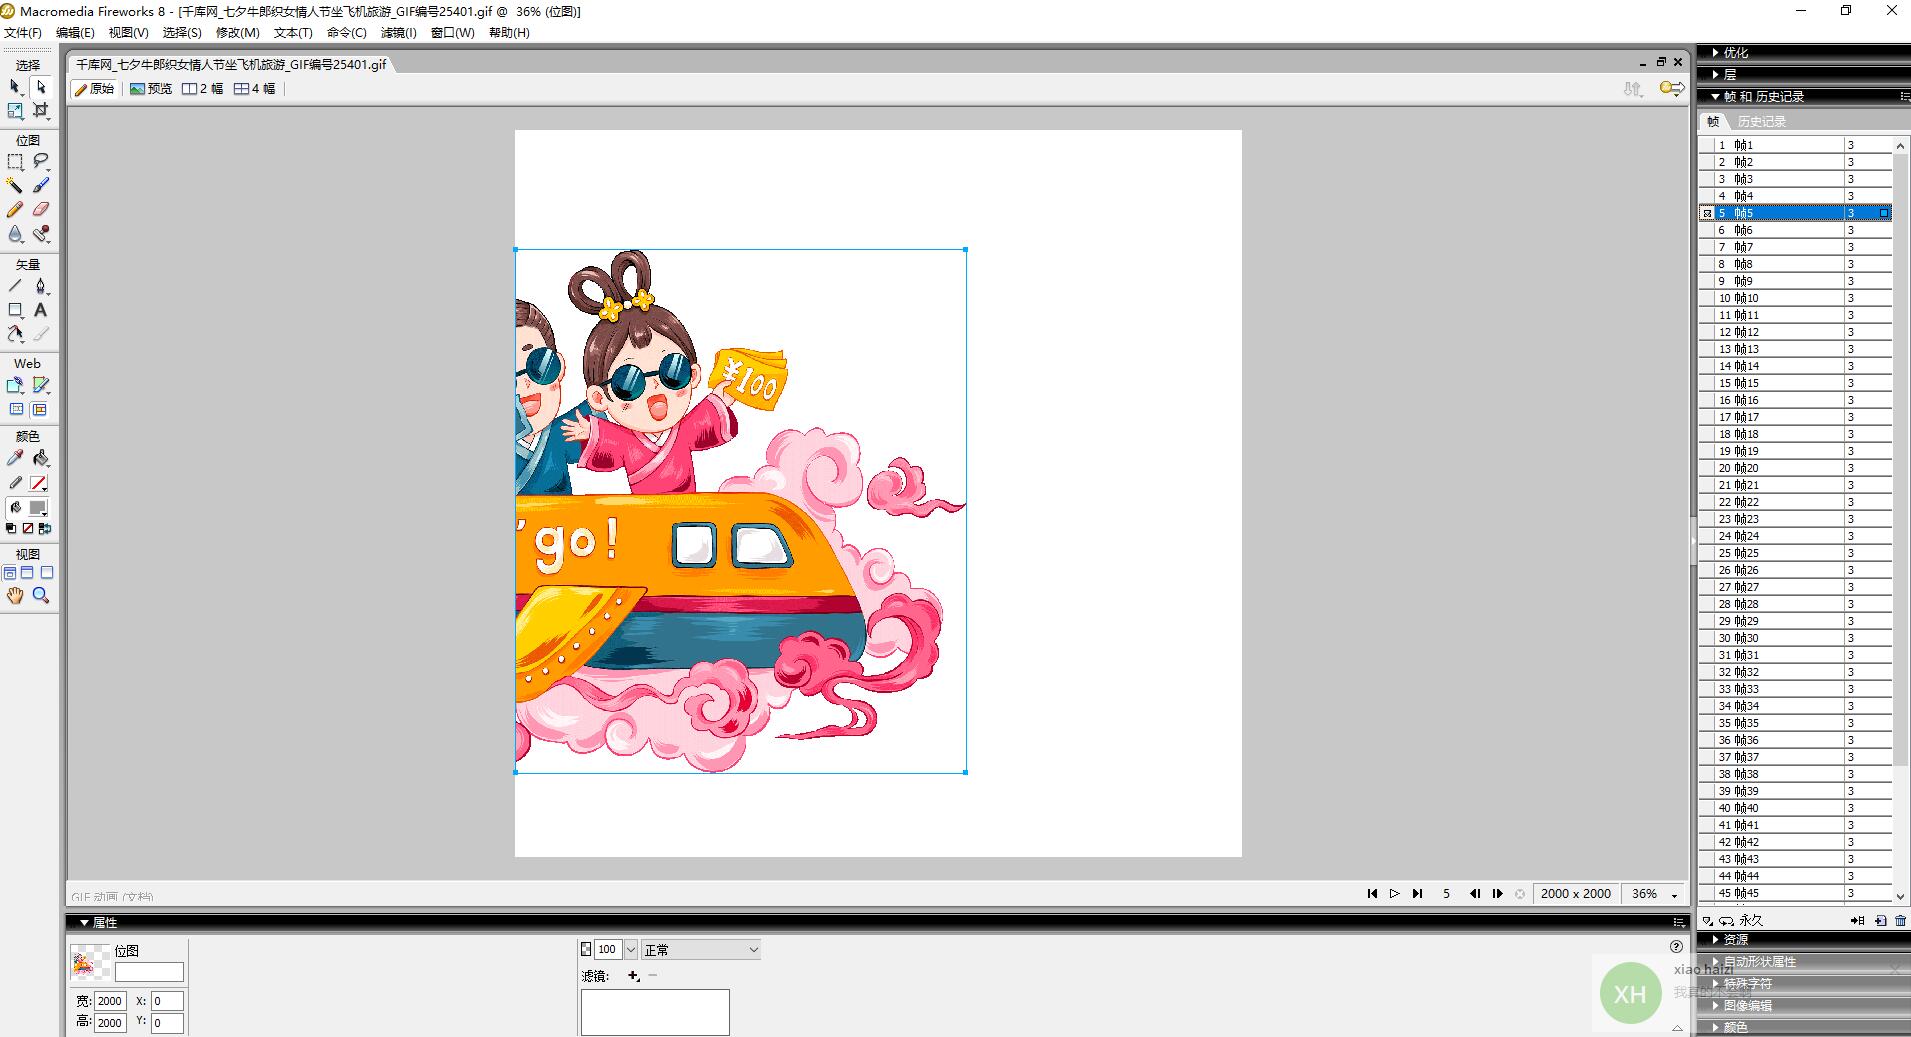 Macromedia Fireworks 8 - [千库网_七夕牛郎织女情人节坐飞机旅游_GIF编号25401.gif @  36% (位图)]
文件(F) 编辑(E) 视图(V) 选择(S) 修改(M) 文本(T) 命令(C) 滤镜(I) 窗口(W) 帮助(H)
选择
位图
矢量
A
Web
颜色
视图
千库网_七夕牛郎织女情人节坐飞机旅游_GIF编号25401.gif
原始 预览 2 幅 4 幅
¥100
'go!
GIF 动画 (文档)
5 2000 x 2000 36%
属性
位图
宽: 2000 X: 0
高: 2000 Y: 0
100 正常
滤镜:
优化
层
帧 和 历史记录
帧 历史记录
1 帧1 3
2 帧2 3
3 帧3 3
4 帧4 3
5 帧5 3
6 帧6 3
7 帧7 3
8 帧8 3
9 帧9 3
10 帧10 3
11 帧11 3
12 帧12 3
13 帧13 3
14 帧14 3
15 帧15 3
16 帧16 3
17 帧17 3
18 帧18 3
19 帧19 3
20 帧20 3
21 帧21 3
22 帧22 3
23 帧23 3
24 帧24 3
25 帧25 3
26 帧26 3
27 帧27 3
28 帧28 3
29 帧29 3
30 帧30 3
31 帧31 3
32 帧32 3
33 帧33 3
34 帧34 3
35 帧35 3
36 帧36 3
37 帧37 3
38 帧38 3
39 帧39 3
40 帧40 3
41 帧41 3
42 帧42 3
43 帧43 3
44 帧44 3
45 帧45 3
永久
资源
自动形状属性
特殊字符
图像编辑
颜色
XH
xiao haizi
我真的不